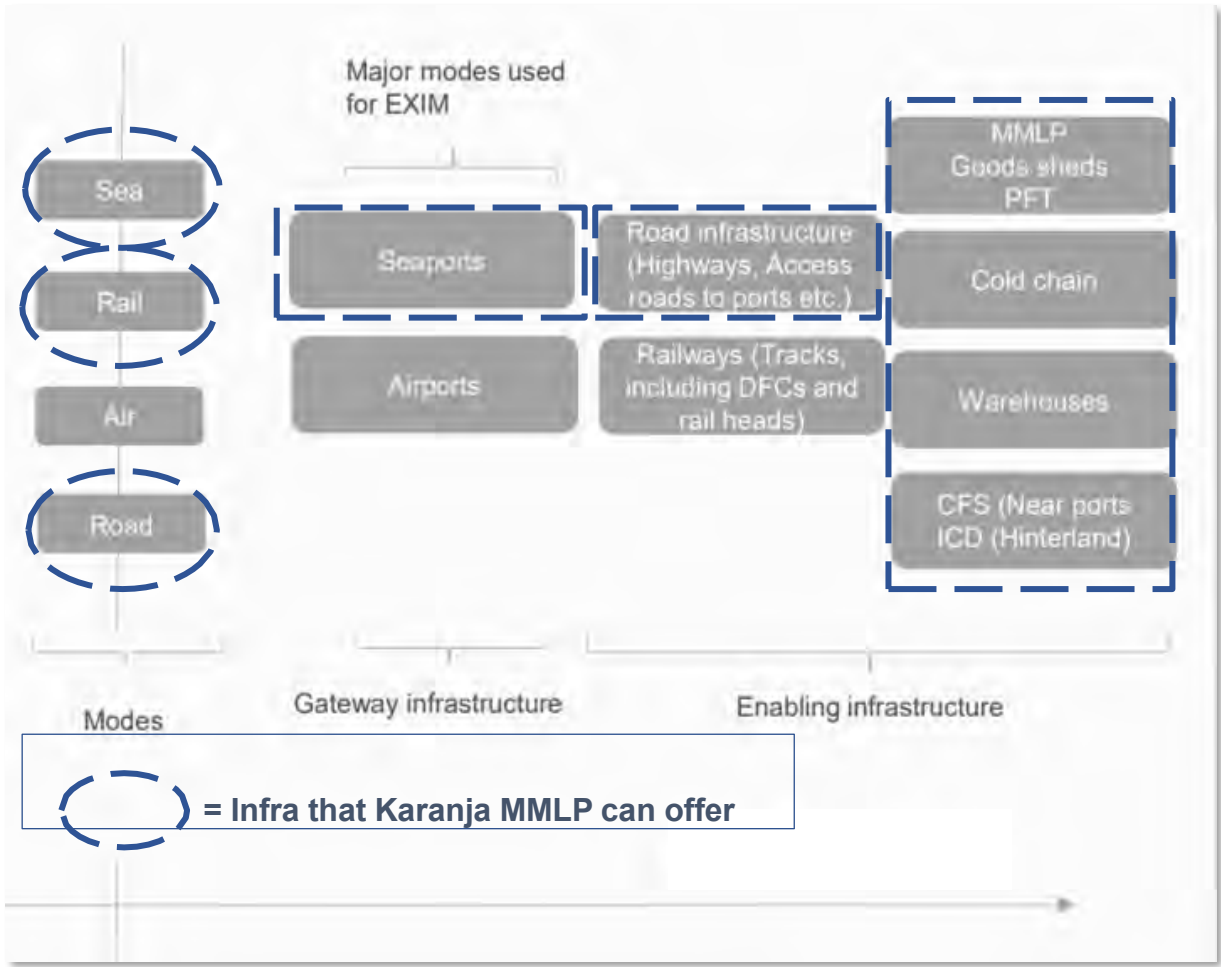 Major modes used
for EXIM
Sea
Rail
Air
Road
Seaports
Airports
Road infrastructure
(Highways, Access
roads to ports etc.)
Railways (Tracks,
including DFCs and
rail heads)
MMLP
Goods sheds
PFT
Cold chain
Warehouses
CFS (Near ports
ICD (Hinterland)
Modes
Gateway infrastructure
Enabling infrastructure
= Infra that Karanja MMLP can offer